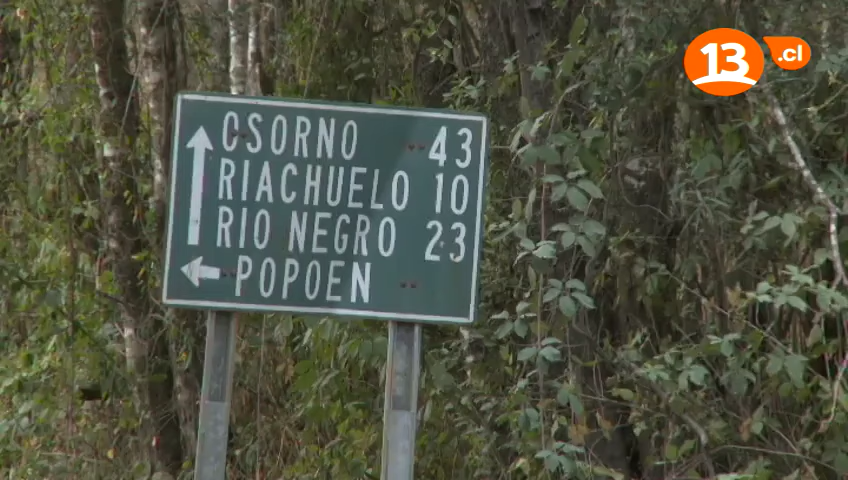 13
.cl
OSORNO 43
RIACHUELO 10
RIO NEGRO 23
POPOEN